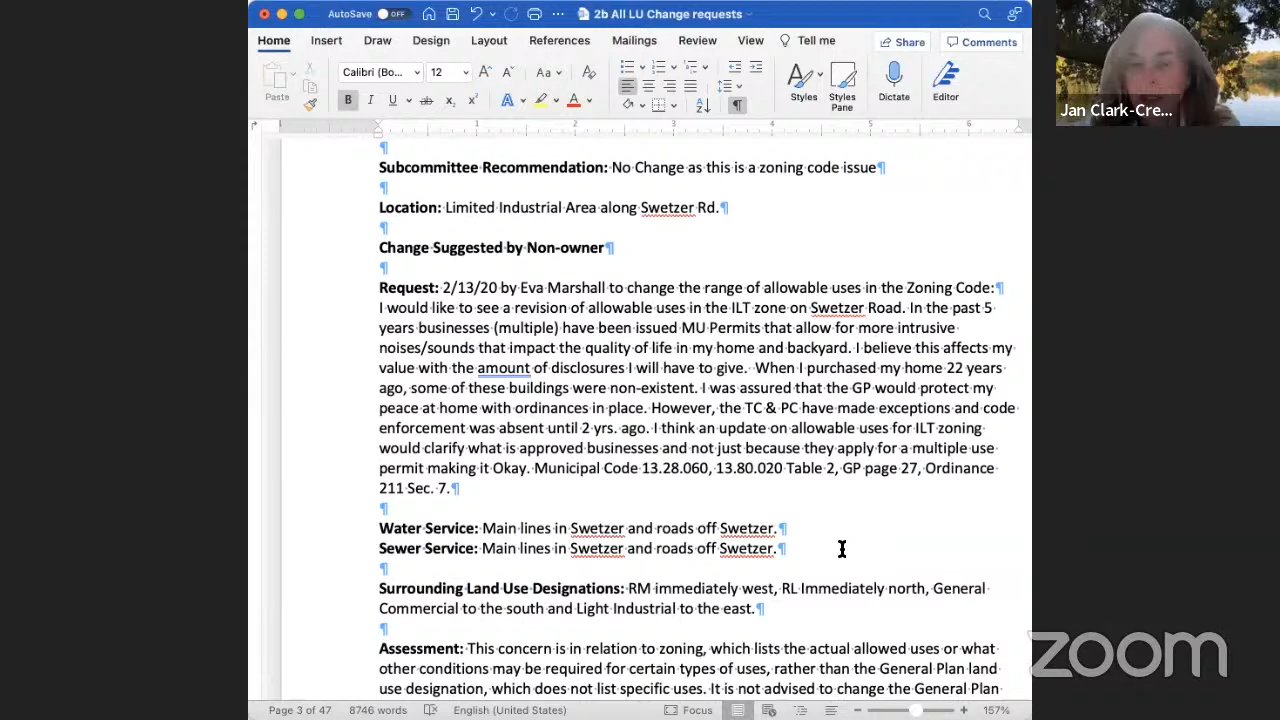 AutoSave OFF 2b All LU Change requests
Home Insert Draw Design Layout References Mailings Review View Tell me Share Comments
Paste Calibri (Bo... 12 Aa Styles Styles Pane Dictate Editor
1 2 3 4 5 6
¶
Subcommittee Recommendation: No Change as this is a zoning code issue¶
¶
Location: Limited Industrial Area along Swetzer Rd.¶
¶
Change Suggested by Non-owner¶
¶
Request: 2/13/20 by Eva Marshall to change the range of allowable uses in the Zoning Code:¶
I would like to see a revision of allowable uses in the ILT zone on Swetzer Road. In the past 5
years businesses (multiple) have been issued MU Permits that allow for more intrusive
noises/sounds that impact the quality of life in my home and backyard. I believe this affects my
value with the amount of disclosures I will have to give. When I purchased my home 22 years
ago, some of these buildings were non-existent. I was assured that the GP would protect my
peace at home with ordinances in place. However, the TC & PC have made exceptions and code
enforcement was absent until 2 yrs. ago. I think an update on allowable uses for ILT zoning
would clarify what is approved businesses and not just because they apply for a multiple use
permit making it Okay. Municipal Code 13.28.060, 13.80.020 Table 2, GP page 27, Ordinance
211 Sec. 7.¶
¶
Water Service: Main lines in Swetzer and roads off Swetzer.¶
Sewer Service: Main lines in Swetzer and roads off Swetzer.¶
¶
Surrounding Land Use Designations: RM immediately west, RL Immediately north, General
Commercial to the south and Light Industrial to the east.¶
¶
Assessment: This concern is in relation to zoning, which lists the actual allowed uses or what
other conditions may be required for certain types of uses, rather than the General Plan land
use designation, which does not list specific uses. It is not advised to change the General Plan
Page 3 of 47 8746 words English (United States) Focus 157%
Jan Clark-Cre...
zoom